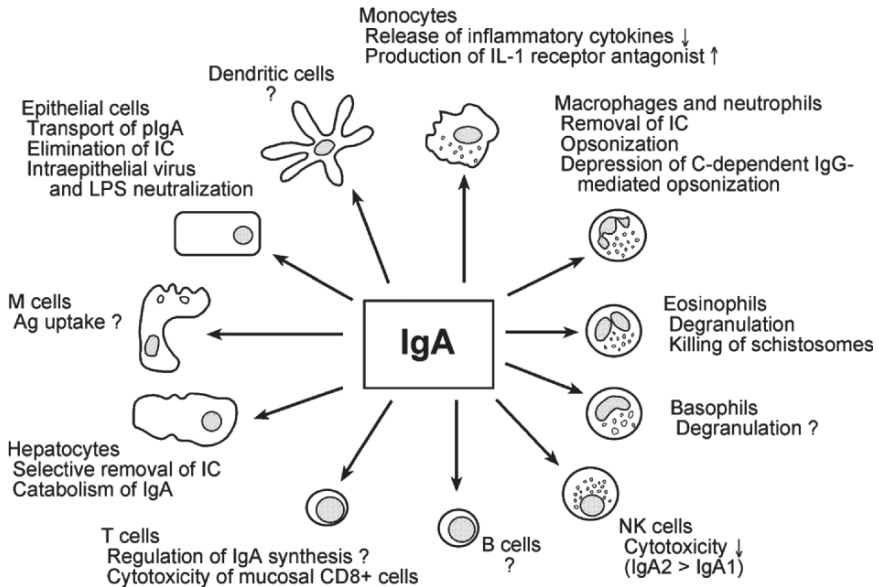 Monocytes
Release of inflammatory cytokines ↓
Production of IL-1 receptor antagonist ↑
Dendritic cells
?
Epithelial cells
Transport of pIgA
Elimination of IC
Intraepithelial virus
and LPS neutralization
Macrophages and neutrophils
Removal of IC
Opsonization
Depression of C-dependent IgG-
mediated opsonization
M cells
Ag uptake ?
IgA
Eosinophils
Degranulation
Killing of schistosomes
Basophils
Degranulation ?
Hepatocytes
Selective removal of IC
Catabolism of IgA
T cells
Regulation of IgA synthesis ?
Cytotoxicity of mucosal CD8+ cells
B cells
?
NK cells
Cytotoxicity ↓
(IgA2 > IgA1)